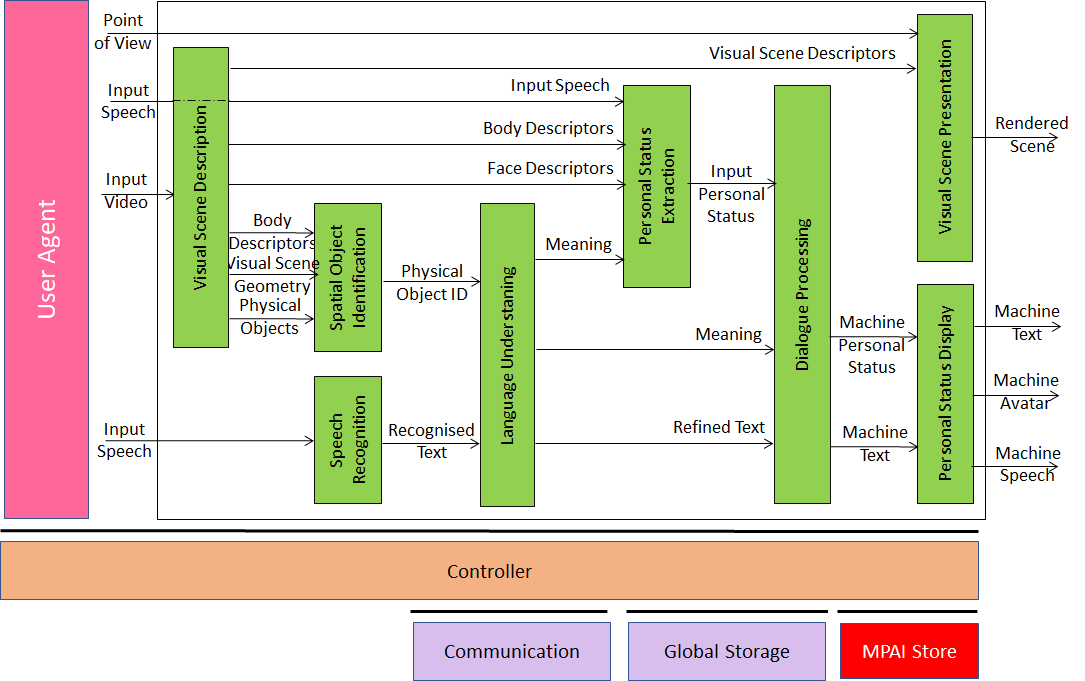 User Agent
Point
of View
Input
Speech
Input
Video
Input
Speech
Visual Scene Description
Body
Descriptors
Visual Scene
Geometry
Physical
Objects
Spatial Object
Identification
Speech
Recognition
Physical
Object ID
Recognised
Text
Language Understaning
Visual Scene Descriptors
Input Speech
Body Descriptors
Face Descriptors
Meaning
Personal Status
Extraction
Input
Personal
Status
Meaning
Refined Text
Dialogue Processing
Machine
Personal
Status
Machine
Text
Visual Scene Presentation
Personal Status Display
Rendered
Scene
Machine
Text
Machine
Avatar
Machine
Speech
Controller
Communication
Global Storage
MPAI Store